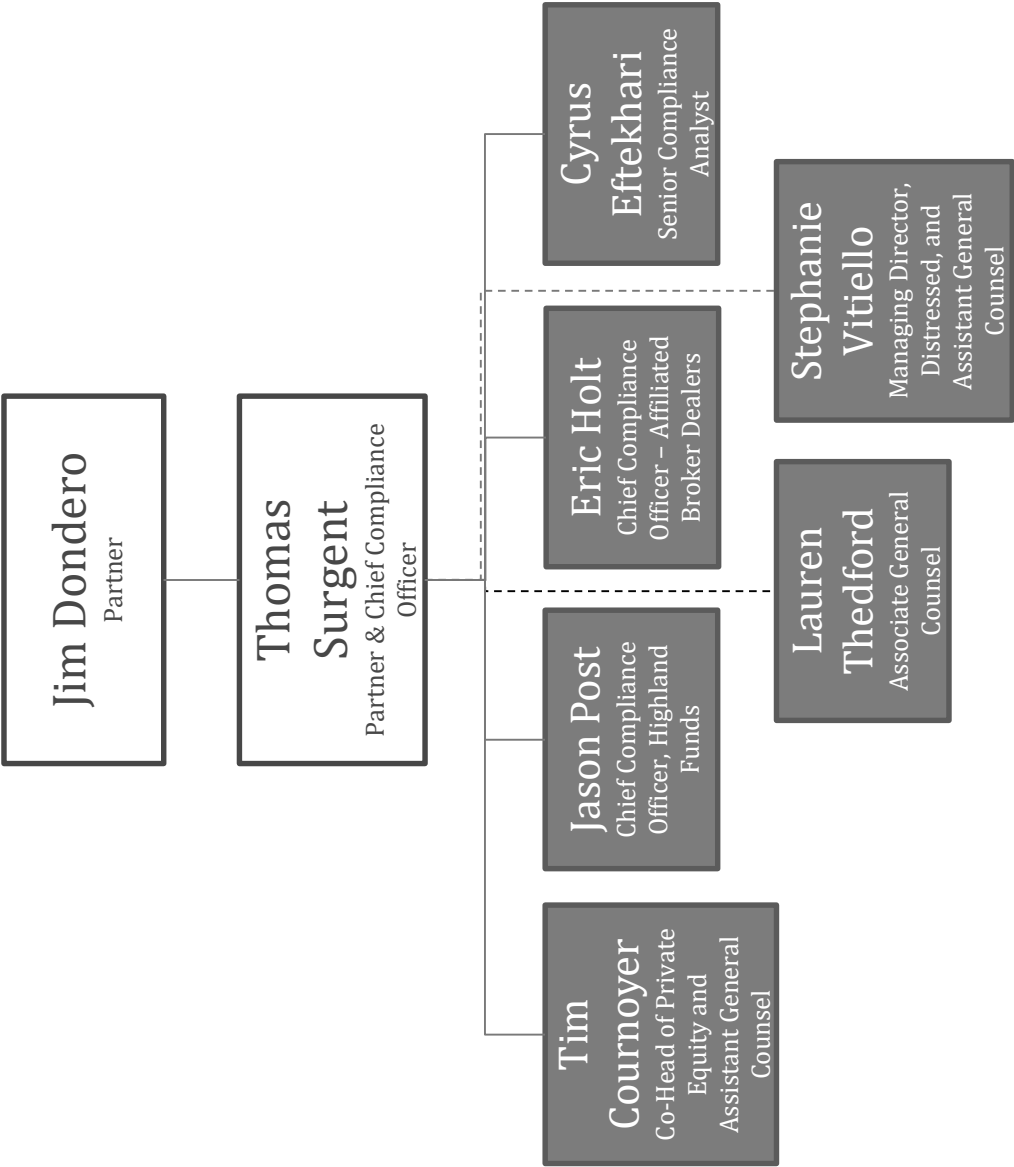 Jim Dondero
Partner
Thomas
Surgent
Partner & Chief Compliance
Officer
Tim
Cournoyer
Co-Head of Private
Equity and
Assistant General
Counsel
Jason Post
Chief Compliance
Officer, Highland
Funds
Eric Holt
Chief Compliance
Officer – Affiliated
Broker Dealers
Cyrus
Eftekhari
Senior Compliance
Analyst
Lauren
Thedford
Associate General
Counsel
Stephanie
Vitiello
Managing Director,
Distressed, and
Assistant General
Counsel